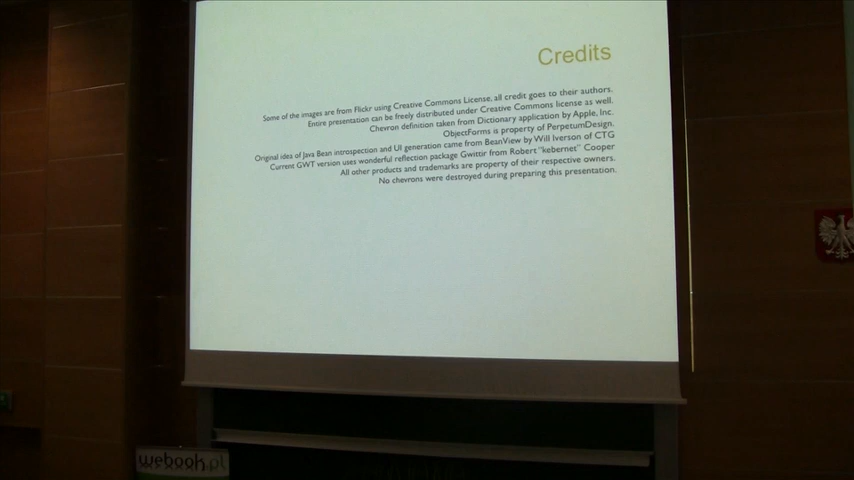 Credits
Some of the images are from Flickr using Creative Commons License, all credit goes to their authors.
Entire presentation can be freely distributed under Creative Commons license as well.
Chevron definition taken from Dictionary application by Apple, Inc.
ObjectForms is property of PerpetumDesign.
Original idea of Java Bean introspection and UI generation came from BeanView by Will Iverson of CTG
Current GWT version uses wonderful reflection package Gwittir from Robert "kebernet" Cooper
All other products and trademarks are property of their respective owners.
No chevrons were destroyed during preparing this presentation.
webook.pl